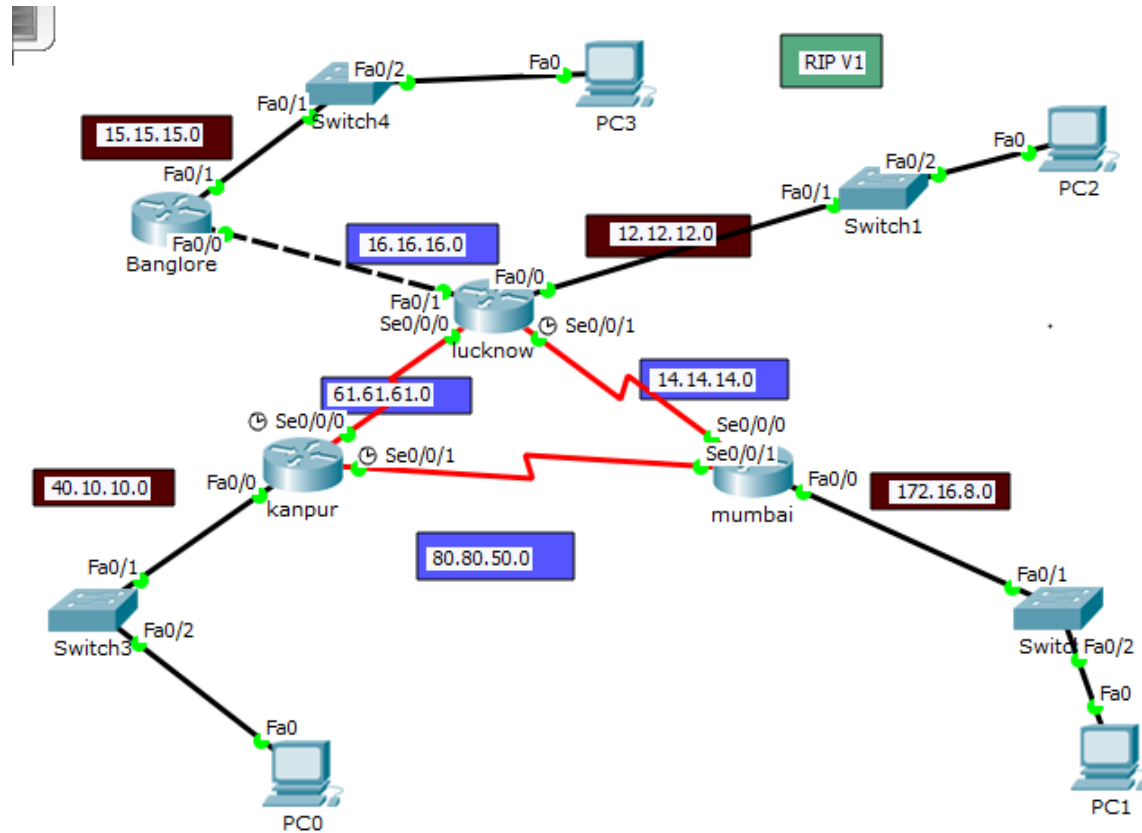 Fa0/2
Fa0
RIP V1
Fa0/1
Switch4
PC3
15.15.15.0
Fa0/1
Fa0/0
Banglore
16.16.16.0
12.12.12.0
Fa0/2
Fa0
Fa0/1
Switch1
PC2
Fa0/0
Fa0/1
Se0/0/0
Se0/0/1
lucknow
61.61.61.0
14.14.14.0
Se0/0/0
Se0/0/1
kanpur
Fa0/0
40.10.10.0
Se0/0/0
Se0/0/1
mumbai
Fa0/0
172.16.8.0
80.80.50.0
Fa0/1
Switch3
Fa0/2
Fa0
PC0
Fa0/1
Fa0/2
Fa0
PC1